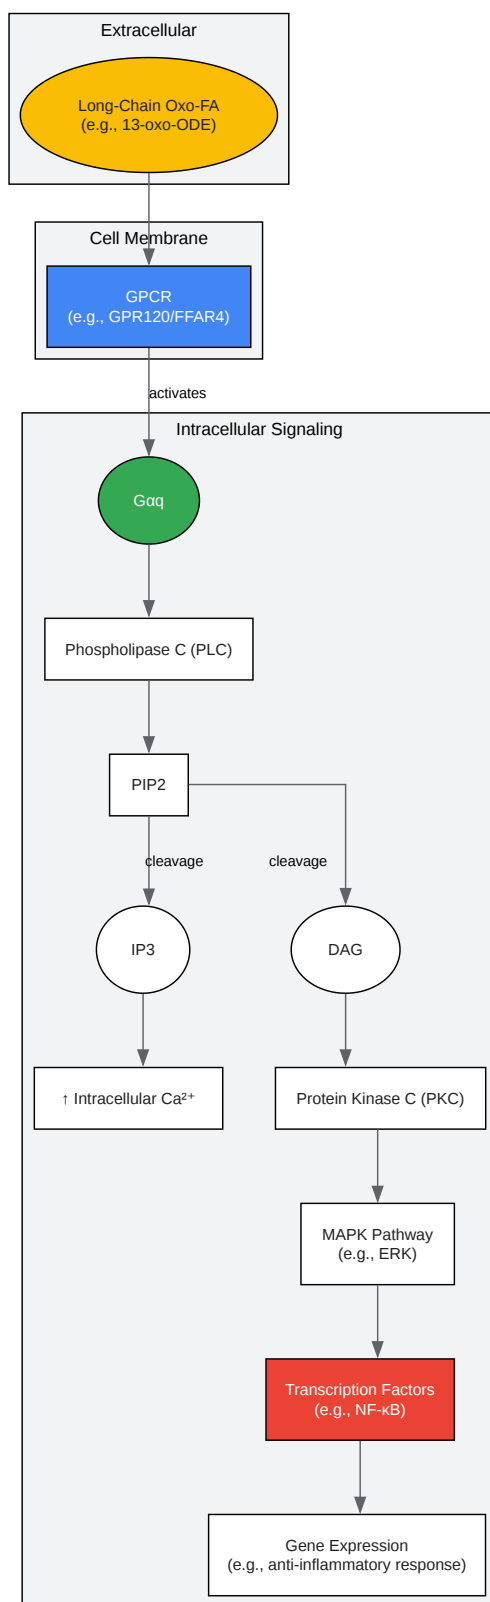 Extracellular
Long-Chain Oxo-FA
(e.g., 13-oxo-ODE)
Cell Membrane
GPCR
(e.g., GPR120/FFAR4)
activates
Intracellular Signaling
Gαq
Phospholipase C (PLC)
PIP2
cleavage
cleavage
IP3
DAG
↑ Intracellular Ca²⁺
Protein Kinase C (PKC)
MAPK Pathway
(e.g., ERK)
Transcription Factors
(e.g., NF-κB)
Gene Expression
(e.g., anti-inflammatory response)